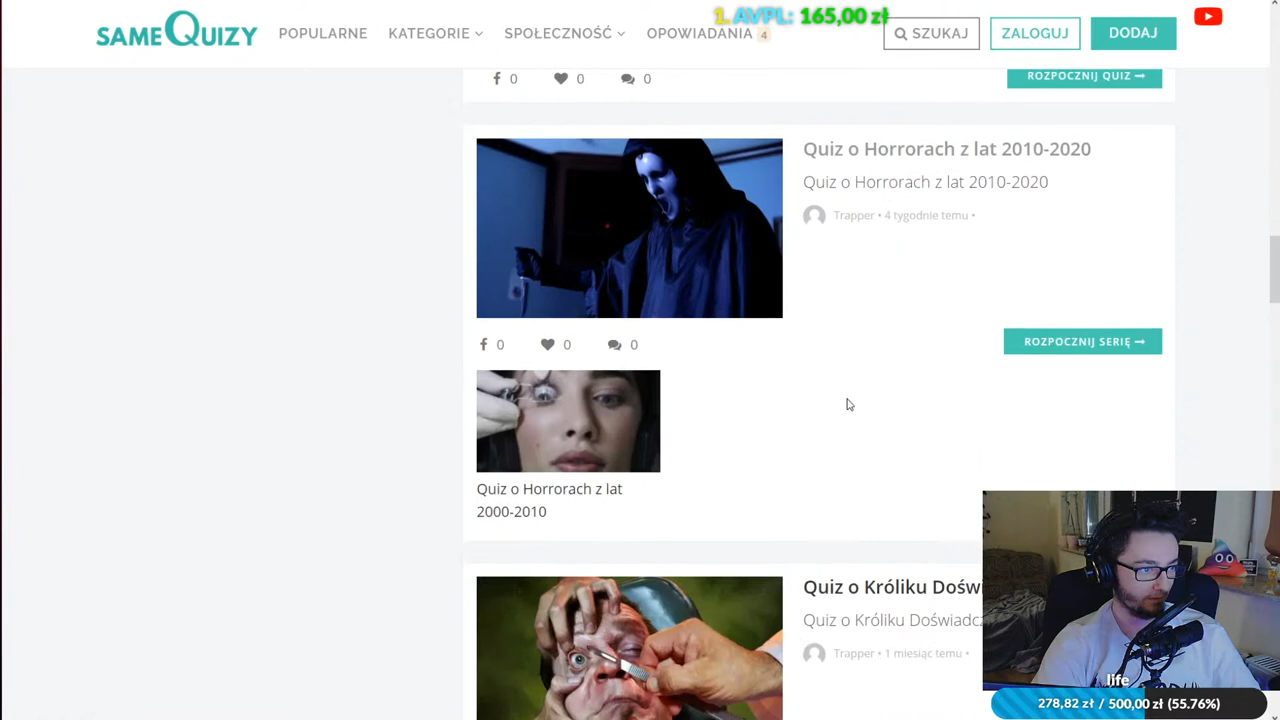 1. AVPL: 165,00 zł
SAMEQUIZY POPULARNE KATEGORIE SPOŁECZNOŚĆ OPOWIADANIA 4 SZUKAJ ZALOGUJ DODAJ
0 0 0 ROZPOCZNIJ QUIZ
Quiz o Horrorach z lat 2010-2020
Quiz o Horrorach z lat 2010-2020
Trapper • 4 tygodnie temu •
0 0 0 ROZPOCZNIJ SERIĘ
Quiz o Horrorach z lat
2000-2010
Quiz o Króliku Doświ
Quiz o Króliku Doświadcz
Trapper • 1 miesiąc temu •
life
278,82 zł / 500,00 zł (55.76%)